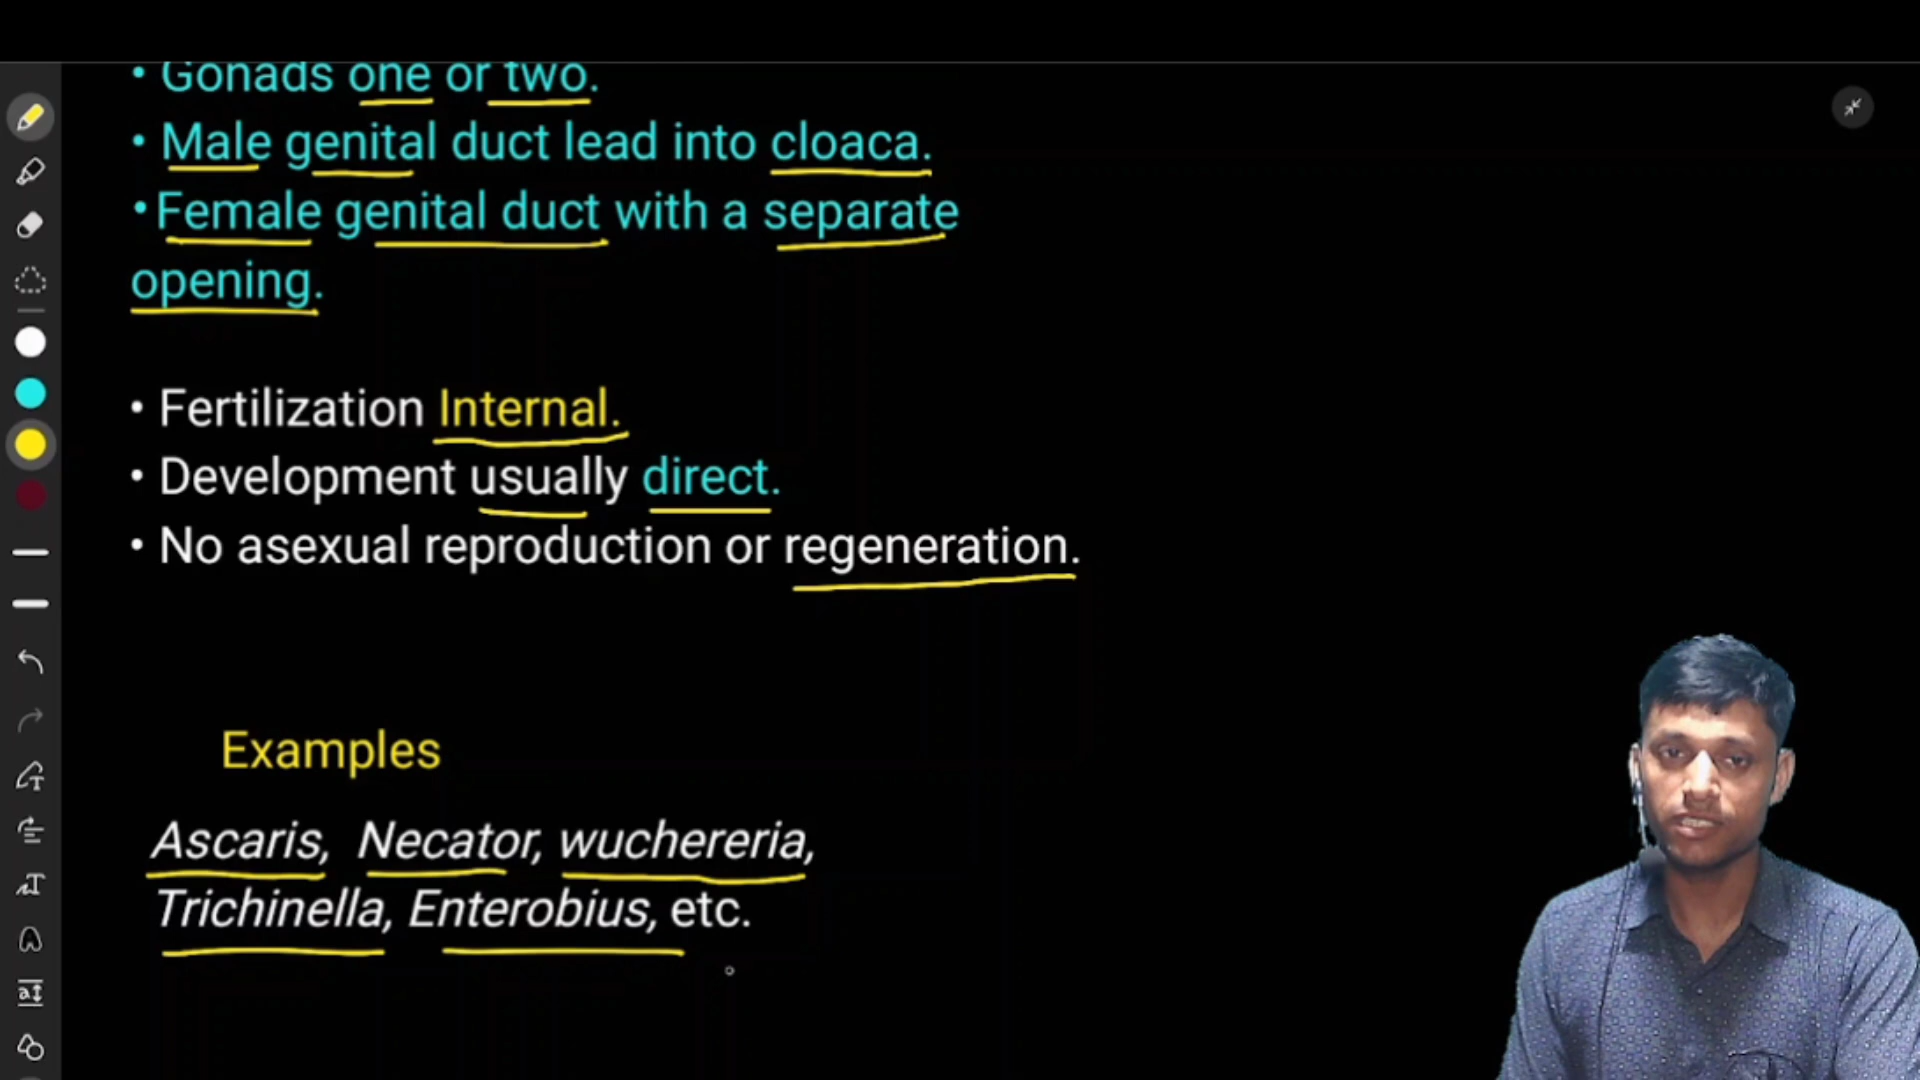 • Gonads one or two.
• Male genital duct lead into cloaca.
• Female genital duct with a separate
opening.
• Fertilization Internal.
• Development usually direct.
• No asexual reproduction or regeneration.
Examples
Ascaris, Necator, wuchereria,
Trichinella, Enterobius, etc.